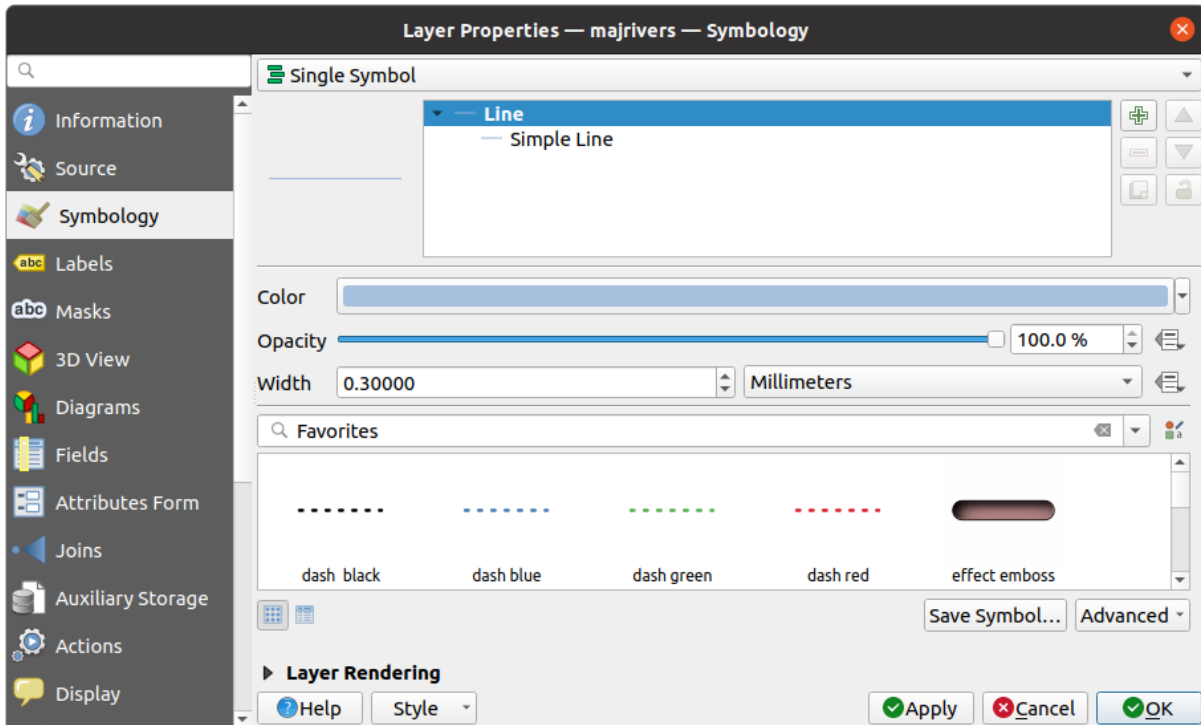 Layer Properties — majrivers — Symbology
Single Symbol
Information
Source
Symbology
abc Labels
abc Masks
3D View
Diagrams
Fields
Attributes Form
Joins
Auxiliary Storage
Actions
Display
Line
Simple Line
Color
Opacity
100.0 %
Width
0.30000
Millimeters
Favorites
a
dash  black
dash blue
dash green
dash red
effect emboss
Save Symbol...
Advanced
Layer Rendering
Help
Style
Apply
Cancel
OK